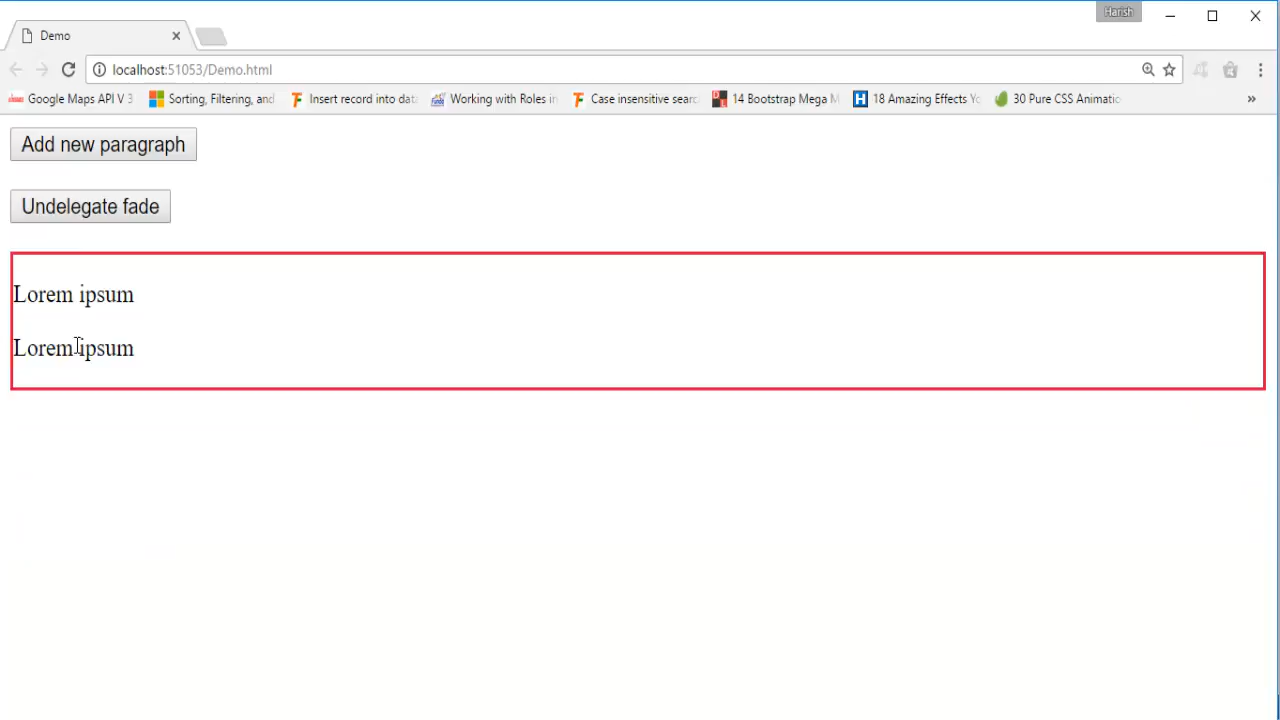 Harish
Demo
localhost:51053/Demo.html
Google Maps API V 3 Sorting, Filtering, and Insert record into data Working with Roles in Case insensitive searc 14 Bootstrap Mega M 18 Amazing Effects Yo 30 Pure CSS Animatio
Add new paragraph
Undelegate fade
Lorem ipsum
Lorem ipsum